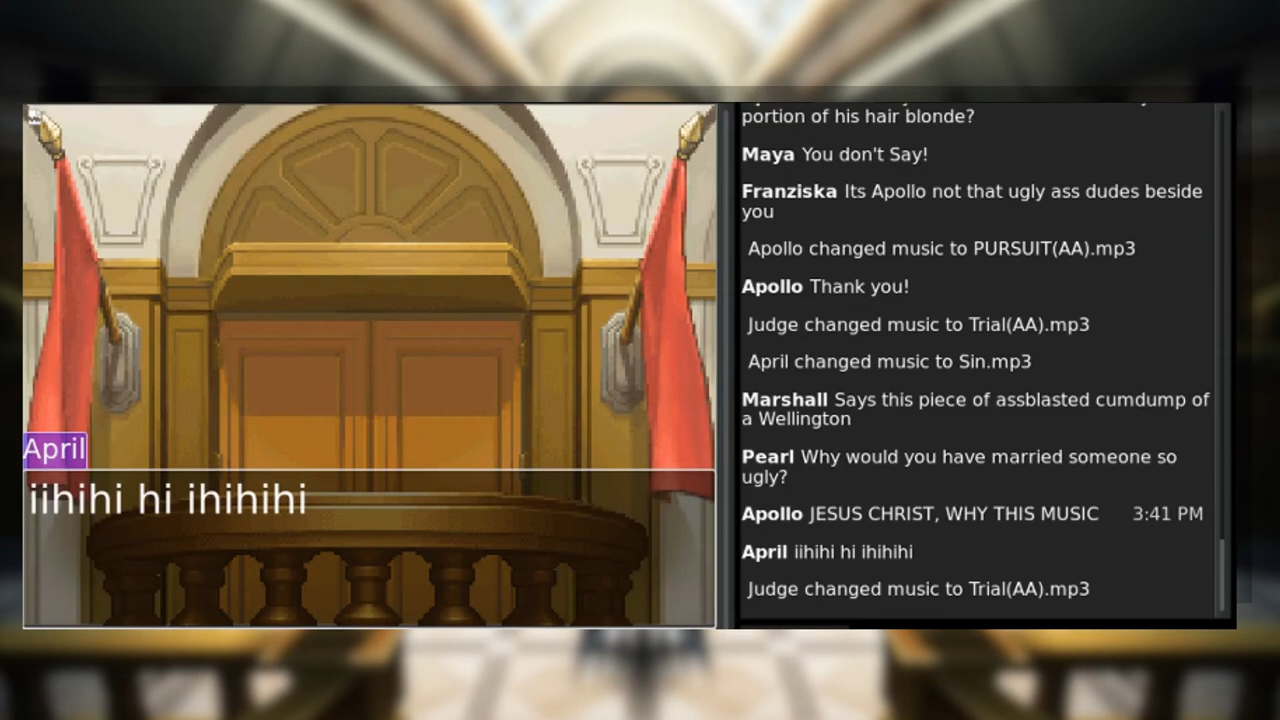 April
iihihi hi ihihihi
portion of his hair blonde?
Maya You don't Say!
Franziska Its Apollo not that ugly ass dudes beside
you
Apollo changed music to PURSUIT(AA).mp3
Apollo Thank you!
Judge changed music to Trial(AA).mp3
April changed music to Sin.mp3
Marshall Says this piece of assblasted cumdump of
a Wellington
Pearl Why would you have married someone so
ugly?
Apollo JESUS CHRIST, WHY THIS MUSIC 3:41 PM
April iihihi hi ihihihi
Judge changed music to Trial(AA).mp3